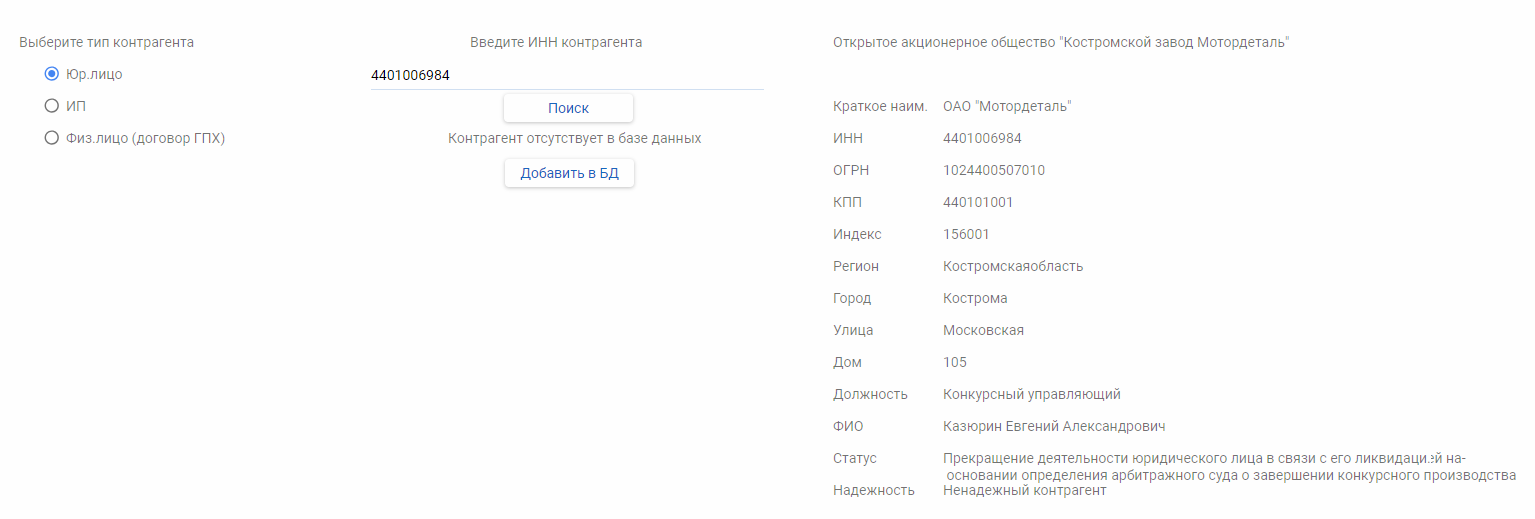 Выберите тип контрагента
Юр.лицо
ИП
Физ.лицо (договор ГПХ)
Введите ИНН контрагента
4401006984
Поиск
Контрагент отсутствует в базе данных
Добавить в БД
Открытое акционерное общество "Костромской завод Мотордеталь"
Краткое наим. ОАО "Мотордеталь"
ИНН 4401006984
ОГРН 1024400507010
КПП 440101001
Индекс 156001
Регион Костромскаяобласть
Город Кострома
Улица Московская
Дом 105
Должность Конкурсный управляющий
ФИО Казюрин Евгений Александрович
Статус Прекращение деятельности юридического лица в связи с его ликвидацией на-
основании определения арбитражного суда о завершении конкурсного производства
Надежность Ненадежный контрагент